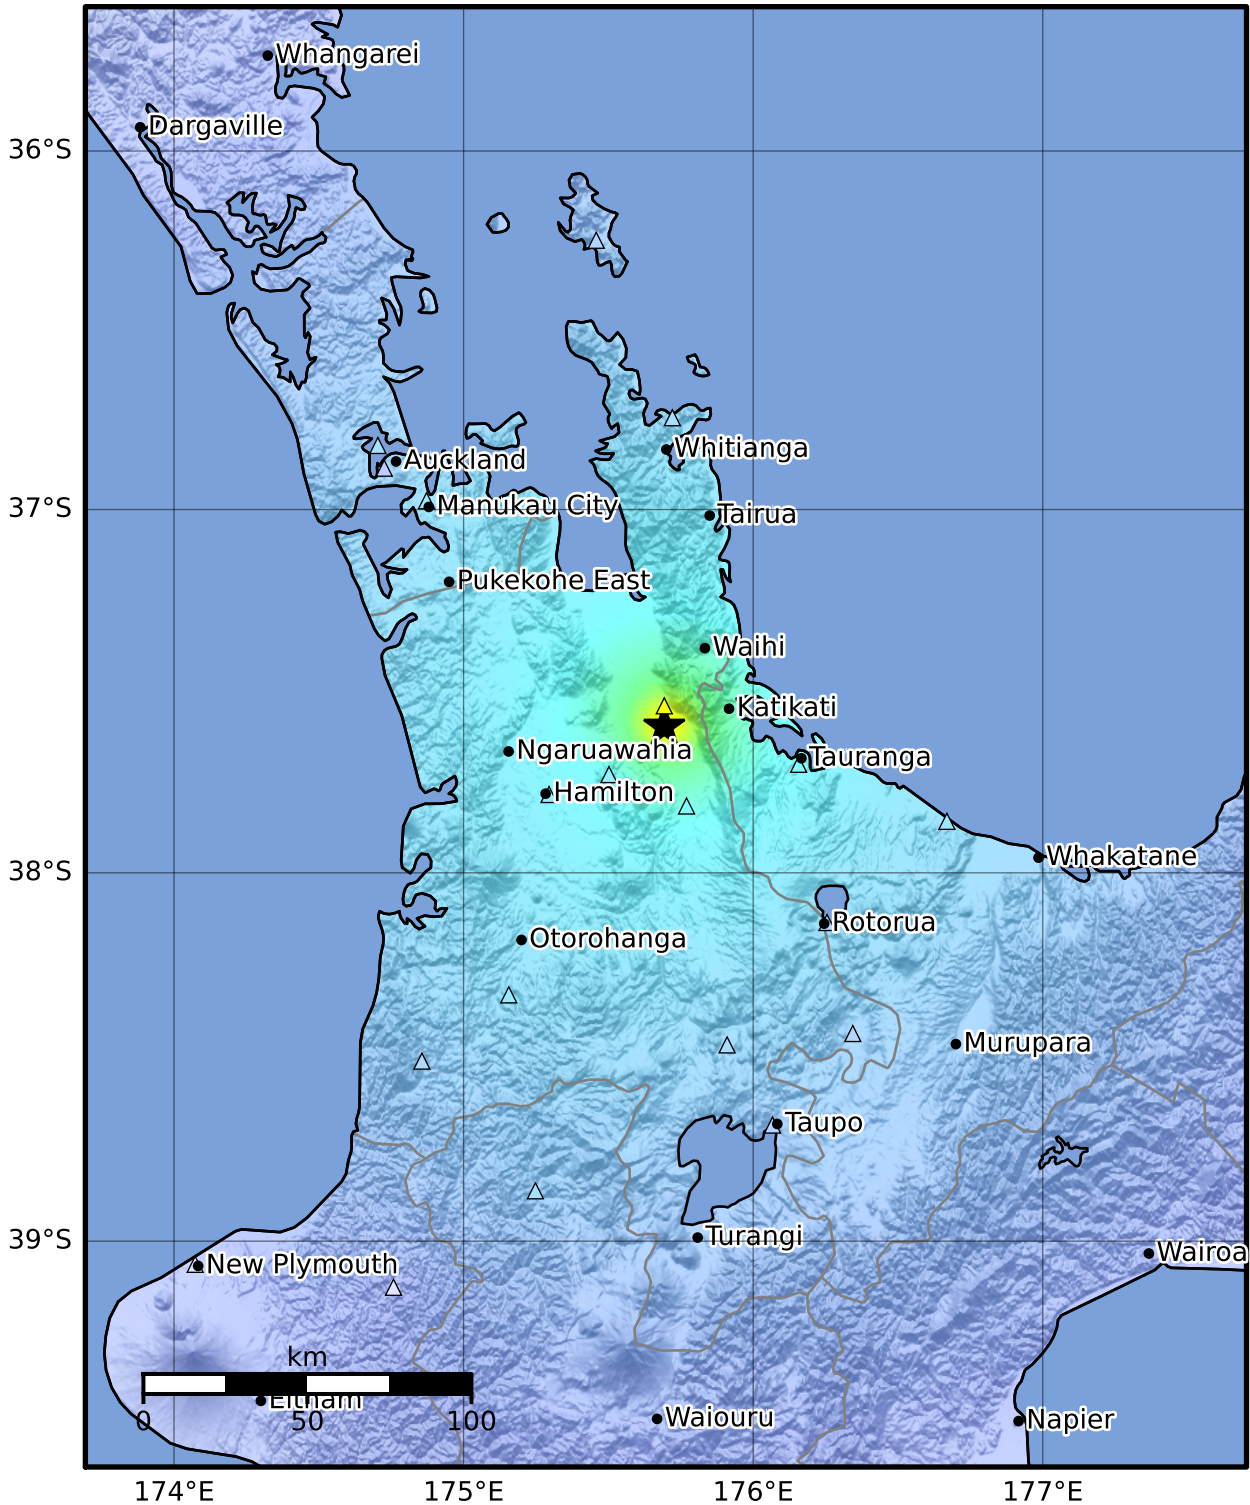 Whangarei
Dargaville
36°S
Whitianga
Auckland
Manukau City
37°S
Tairua
Pukekohe East
Waihi
Katikati
Ngaruawahia
Tauranga
Hamilton
Whakatane
38°S
Rotorua
Otorohanga
Murupara
Taupo
39°S
Turangi
Wairoa
New Plymouth
km
Eltham
0 50 100
Waiouru
Napier
174°E 175°E 176°E 177°E